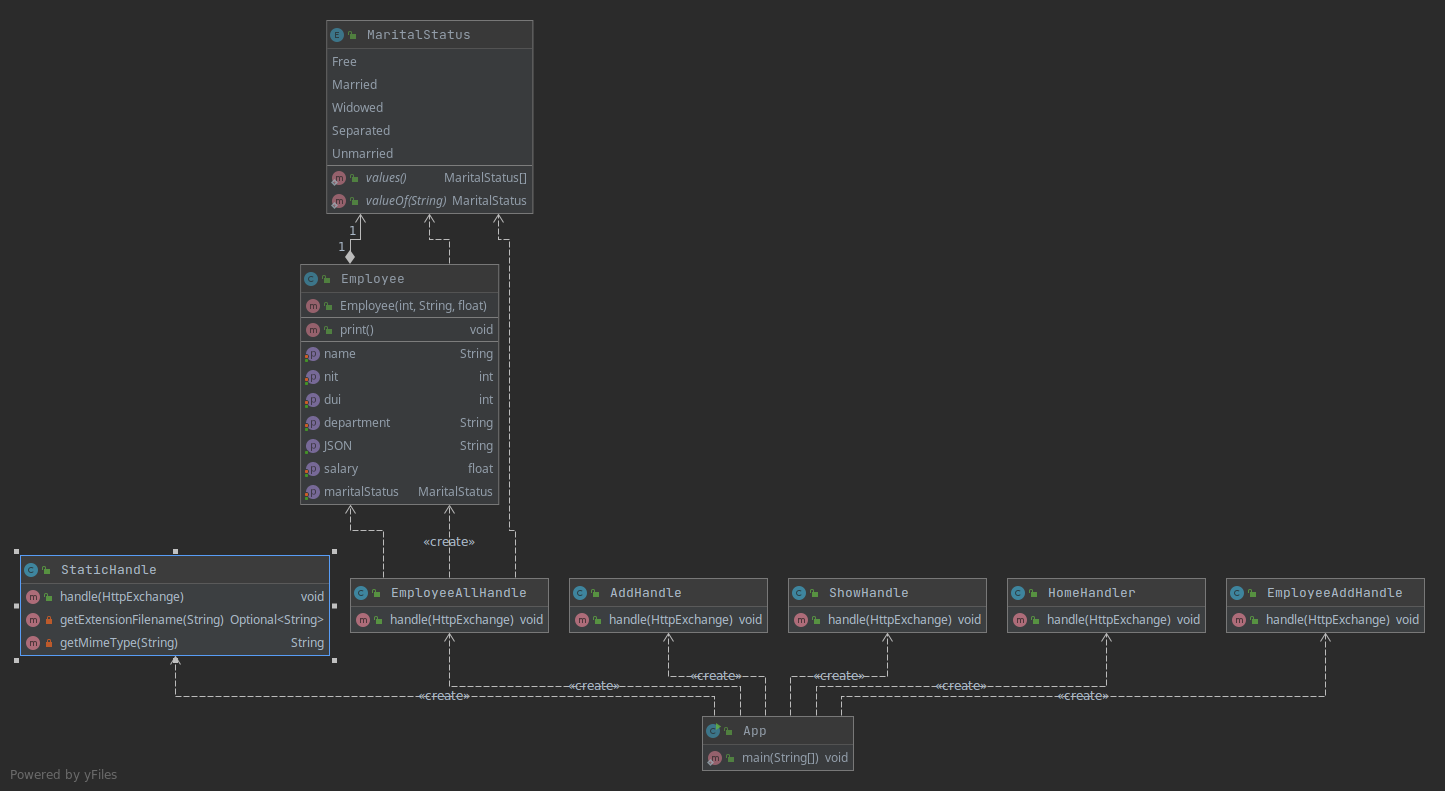 MaritalStatus
Free
Married
Widowed
Separated
Unmarried
values() MaritalStatus[]
valueOf(String) MaritalStatus
1
1
Employee
Employee(int, String, float)
print() void
name String
nit int
dui int
department String
JSON String
salary float
maritalStatus MaritalStatus
«create»
StaticHandle
handle(HttpExchange) void
getExtensionFilename(String) Optional<String>
getMimeType(String) String
EmployeeAllHandle
handle(HttpExchange) void
AddHandle
handle(HttpExchange) void
ShowHandle
handle(HttpExchange) void
HomeHandler
handle(HttpExchange) void
EmployeeAddHandle
handle(HttpExchange) void
«create» «create»
«create» «create»
«create» «create»
App
main(String[]) void
Powered by yFiles